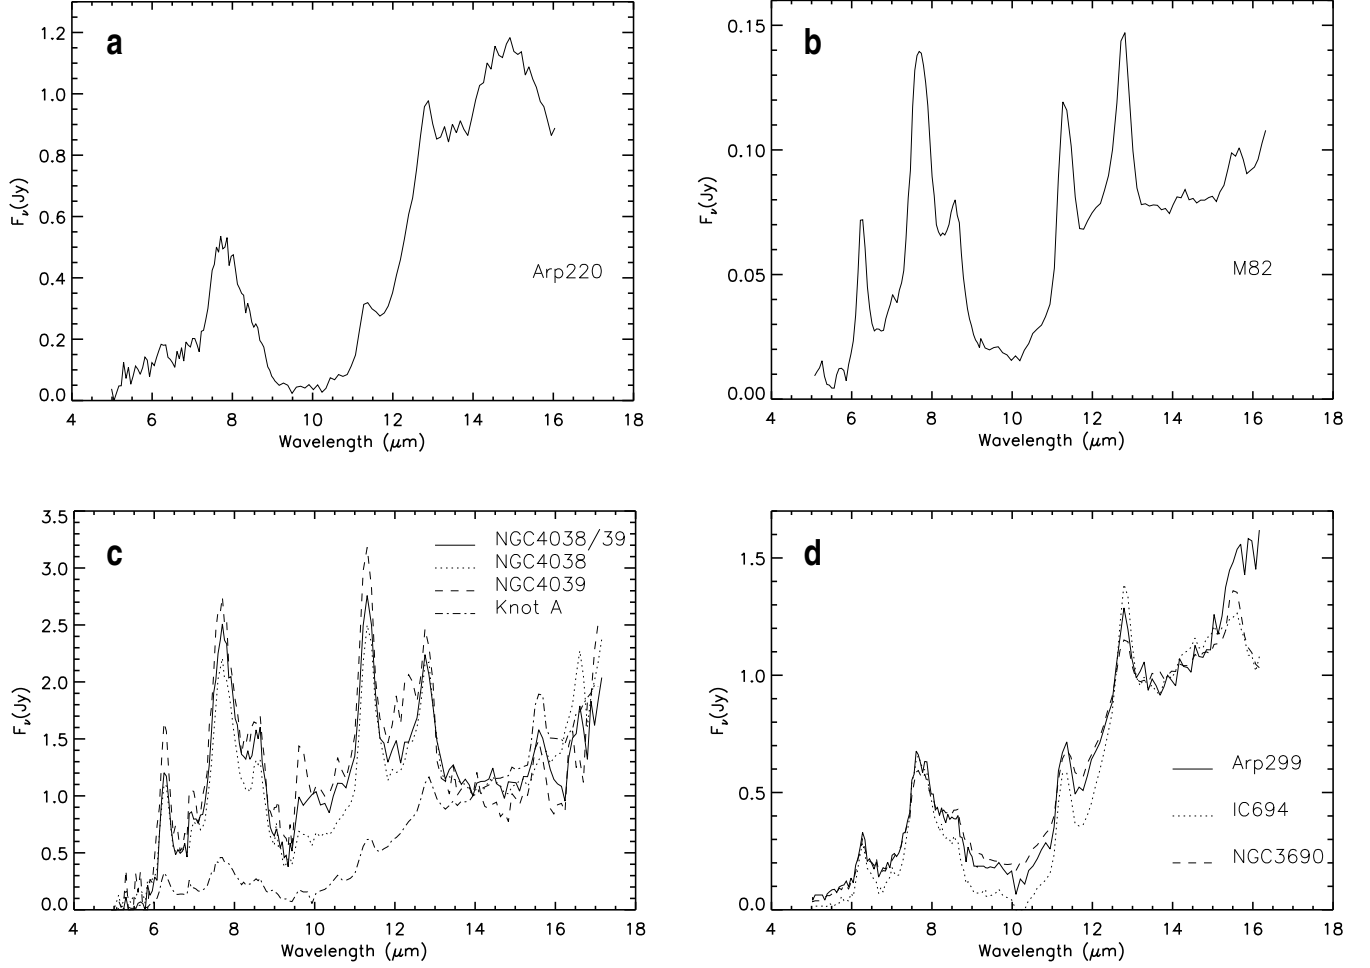 a
1.2
1.0
0.8
0.6
0.4
0.2
0.0
Fν(Jy)
Arp220
4 6 8 10 12 14 16 18
Wavelength (μm)
b
0.15
0.10
0.05
0.00
Fν(Jy)
M82
4 6 8 10 12 14 16 18
Wavelength (μm)
c
3.5
3.0
2.5
2.0
1.5
1.0
0.5
0.0
Fν(Jy)
NGC4038/39
NGC4038
NGC4039
Knot A
4 6 8 10 12 14 16 18
Wavelength (μm)
d
1.5
1.0
0.5
0.0
Fν(Jy)
Arp299
IC694
NGC3690
4 6 8 10 12 14 16 18
Wavelength (μm)